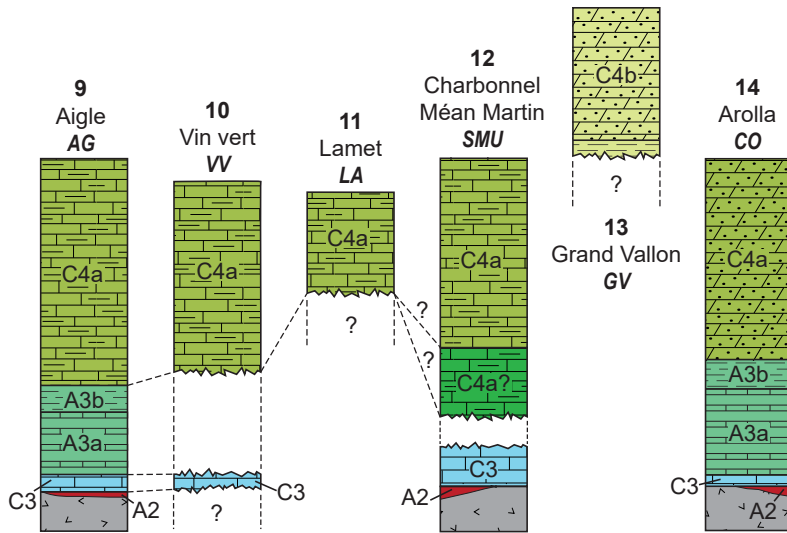 9
Aigle
AG
C4a
A3b
A3a
C3
A2
10
Vin vert
VV
C4a
C3
?
11
Lamet
LA
C4a
?
?
?
12
Charbonnel
Méan Martin
SMU
C4a
C4a?
C3
A2
C4b
?
13
Grand Vallon
GV
14
Arolla
CO
C4a
A3b
A3a
C3
A2